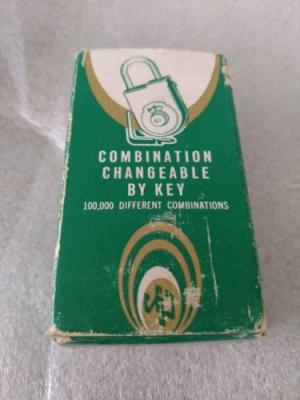 COMBINATION
CHANGEABLE
BY KEY
100,000 DIFFERENT COMBINATIONS